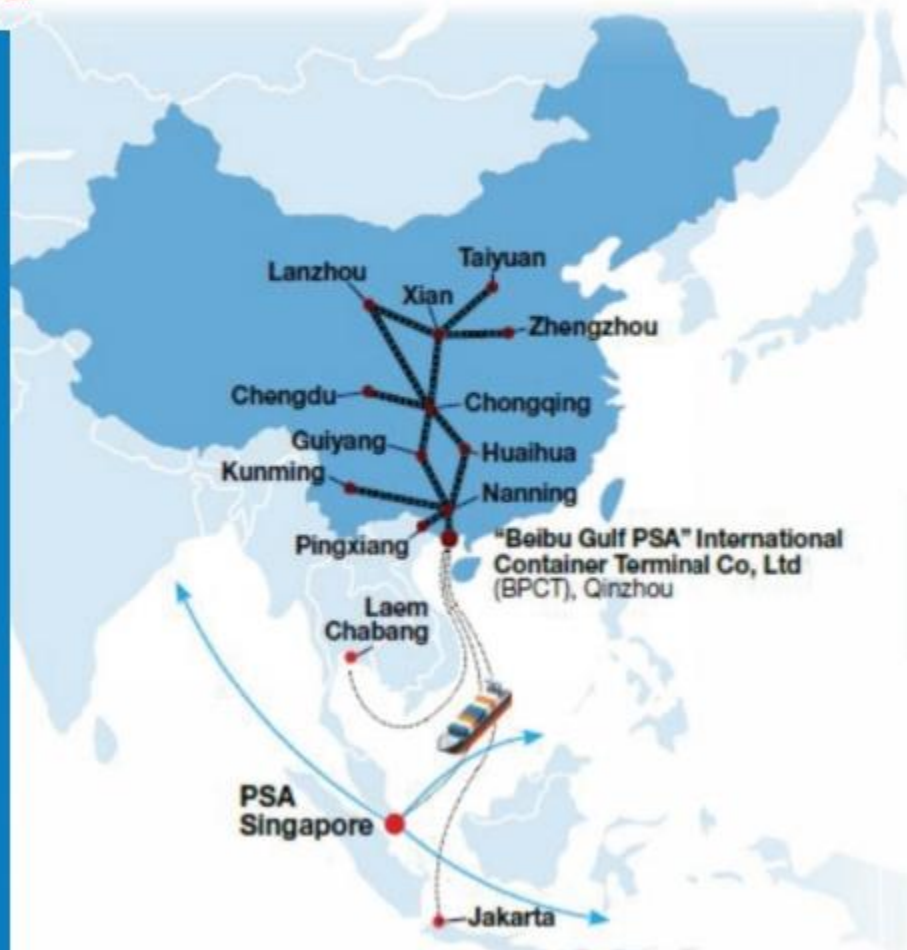 Taiyuan
Lanzhou
Xian
Zhengzhou
Chengdu
Chongqing
Guiyang
Huaihua
Kunming
Nanning
Pingxiang
“Beibu Gulf PSA” International
Container Terminal Co, Ltd
(BPCT), Qinzhou
Laem
Chabang
PSA
Singapore
Jakarta